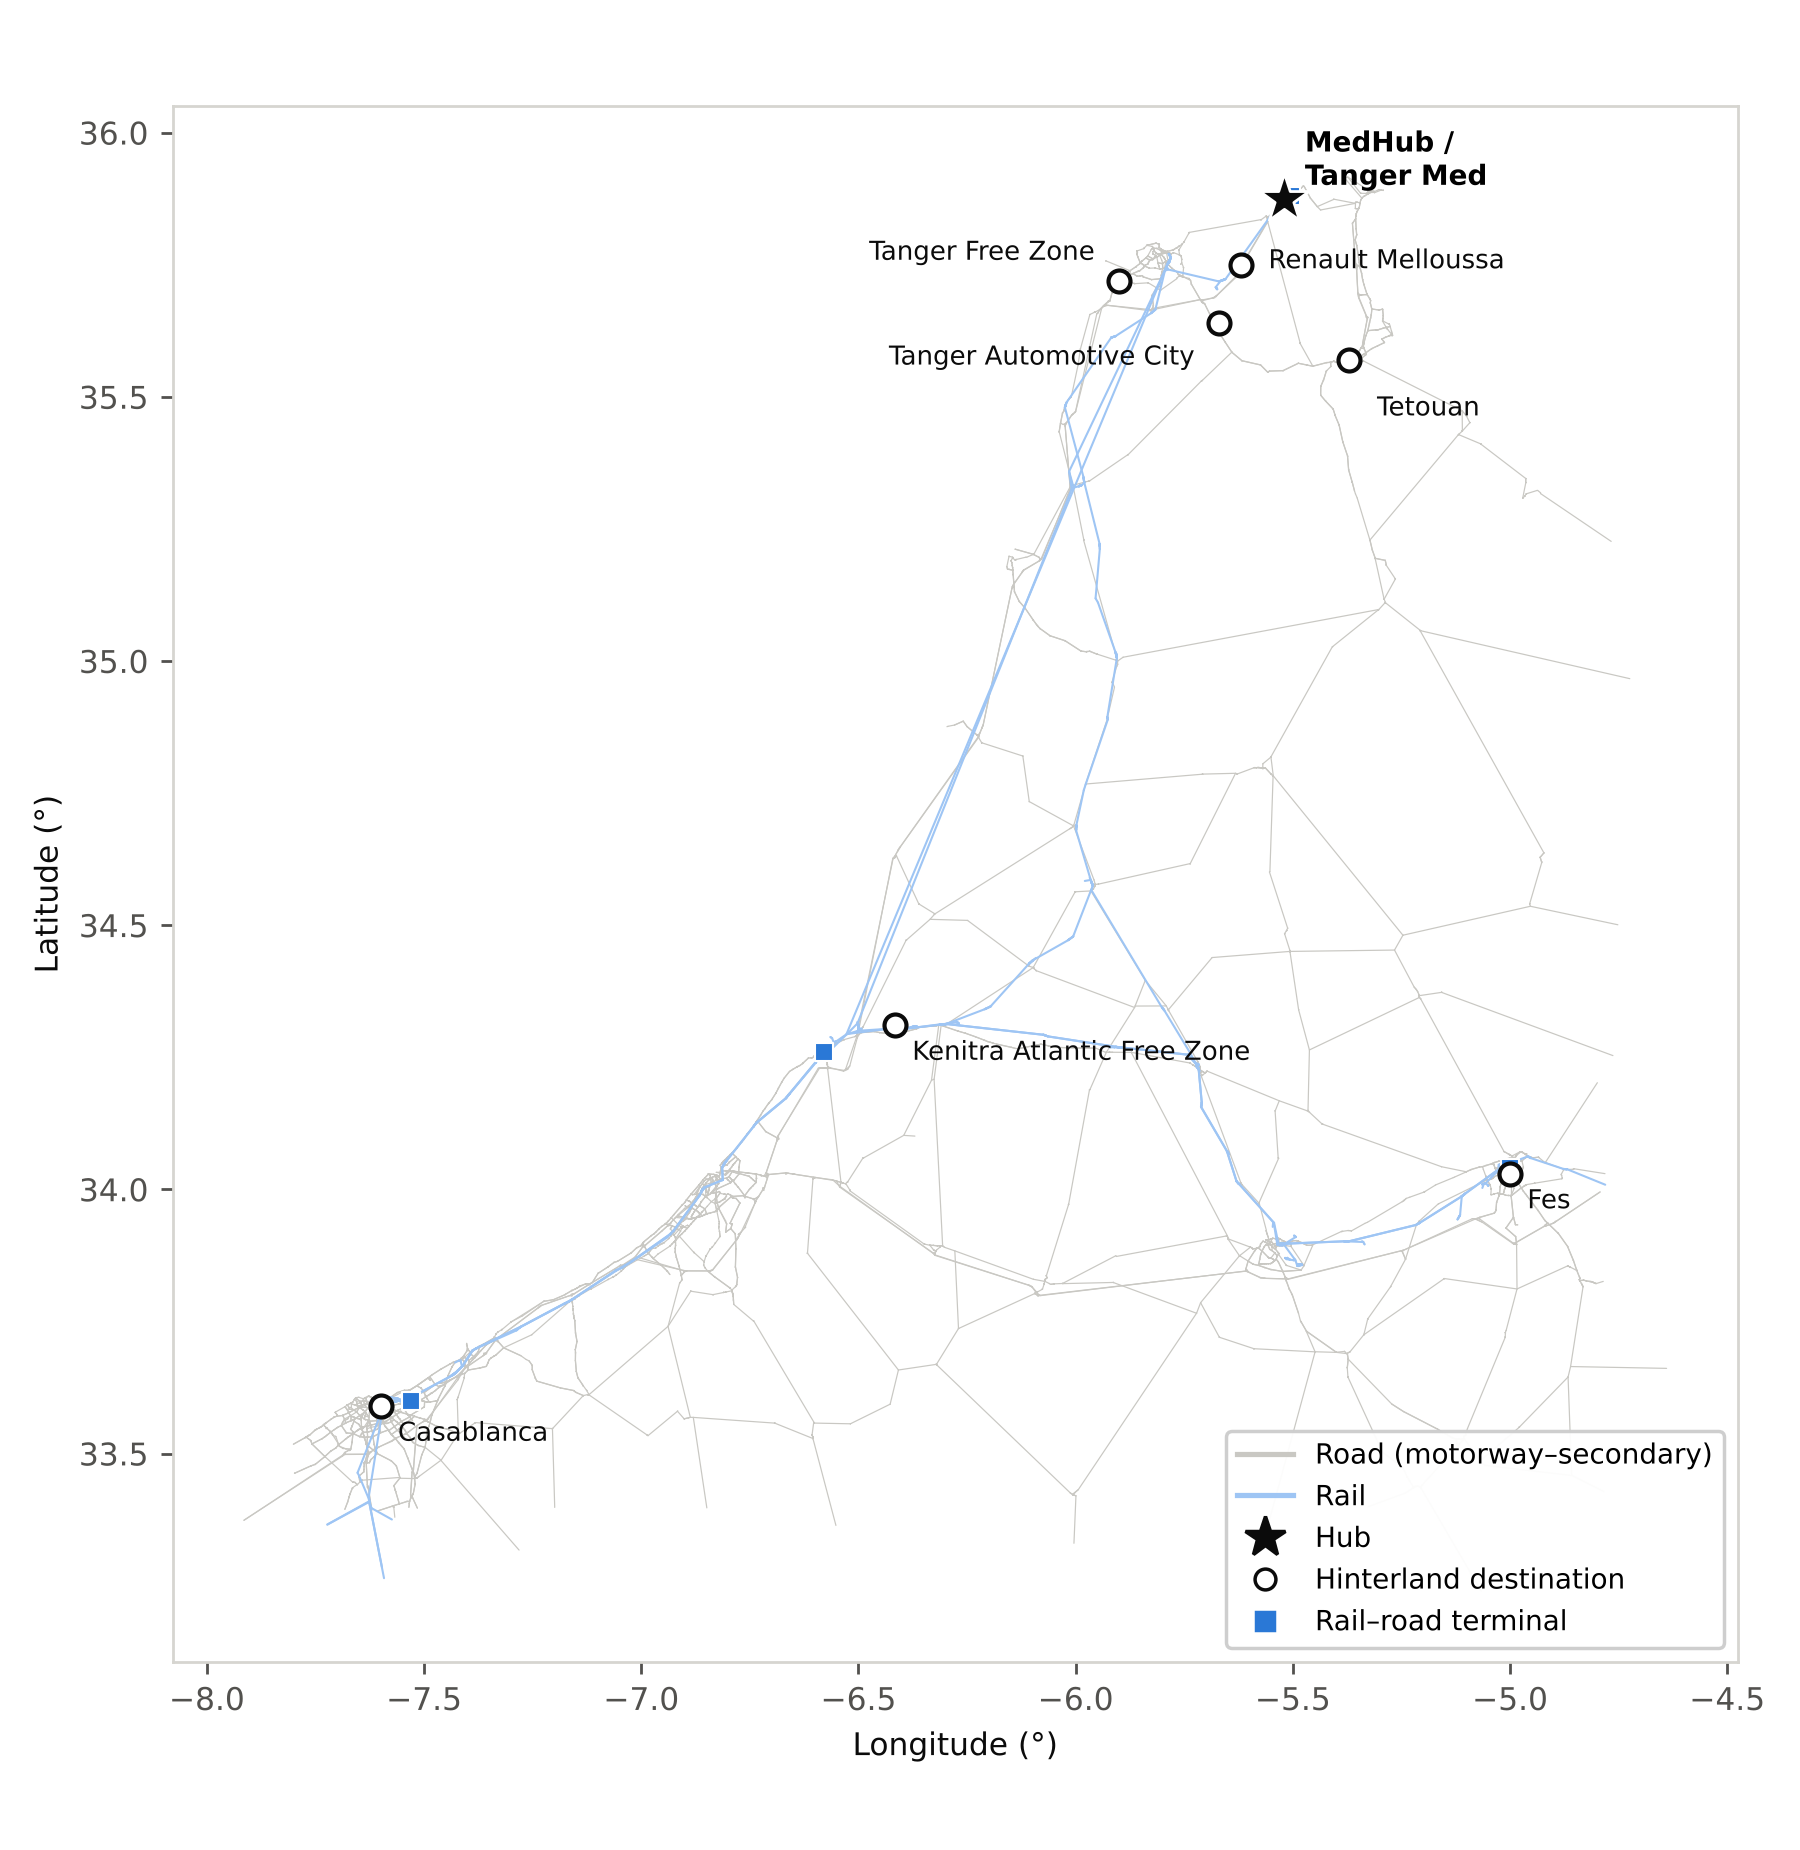 36.0
35.5
35.0
34.5
34.0
33.5
Latitude (°)
MedHub /
Tanger Med
Tanger Free Zone
Renault Melloussa
Tanger Automotive City
Tetouan
Kenitra Atlantic Free Zone
Fes
Casablanca
Road (motorway–secondary)
Rail
Hub
Hinterland destination
Rail–road terminal
−8.0 −7.5 −7.0 −6.5 −6.0 −5.5 −5.0 −4.5
Longitude (°)